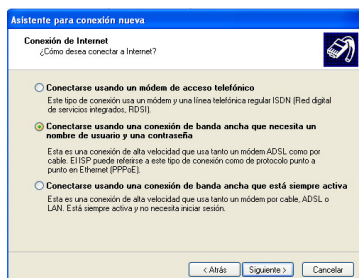 Asistente para conexión nueva
Conexión de Internet
¿Cómo desea conectar a Internet?
Conectarse usando un módem de acceso telefónico
Este tipo de conexión usa un módem y una línea telefónica regular ISDN (Red digital
de servicios integrados, RDSI).
Conectarse usando una conexión de banda ancha que necesita un
nombre de usuario y una contraseña
Esta es una conexión de alta velocidad que usa tanto un módem ADSL como por
cable. El ISP puede referirse a este tipo de conexión como de protocolo punto a
punto en Ethernet (PPPoE).
Conectarse usando una conexión de banda ancha que está siempre activa
Esta es una conexión de alta velocidad que usa tanto un módem por cable, ADSL o
LAN. Está siempre activa y no necesita iniciar sesión.
< Atrás
Siguiente >
Cancelar